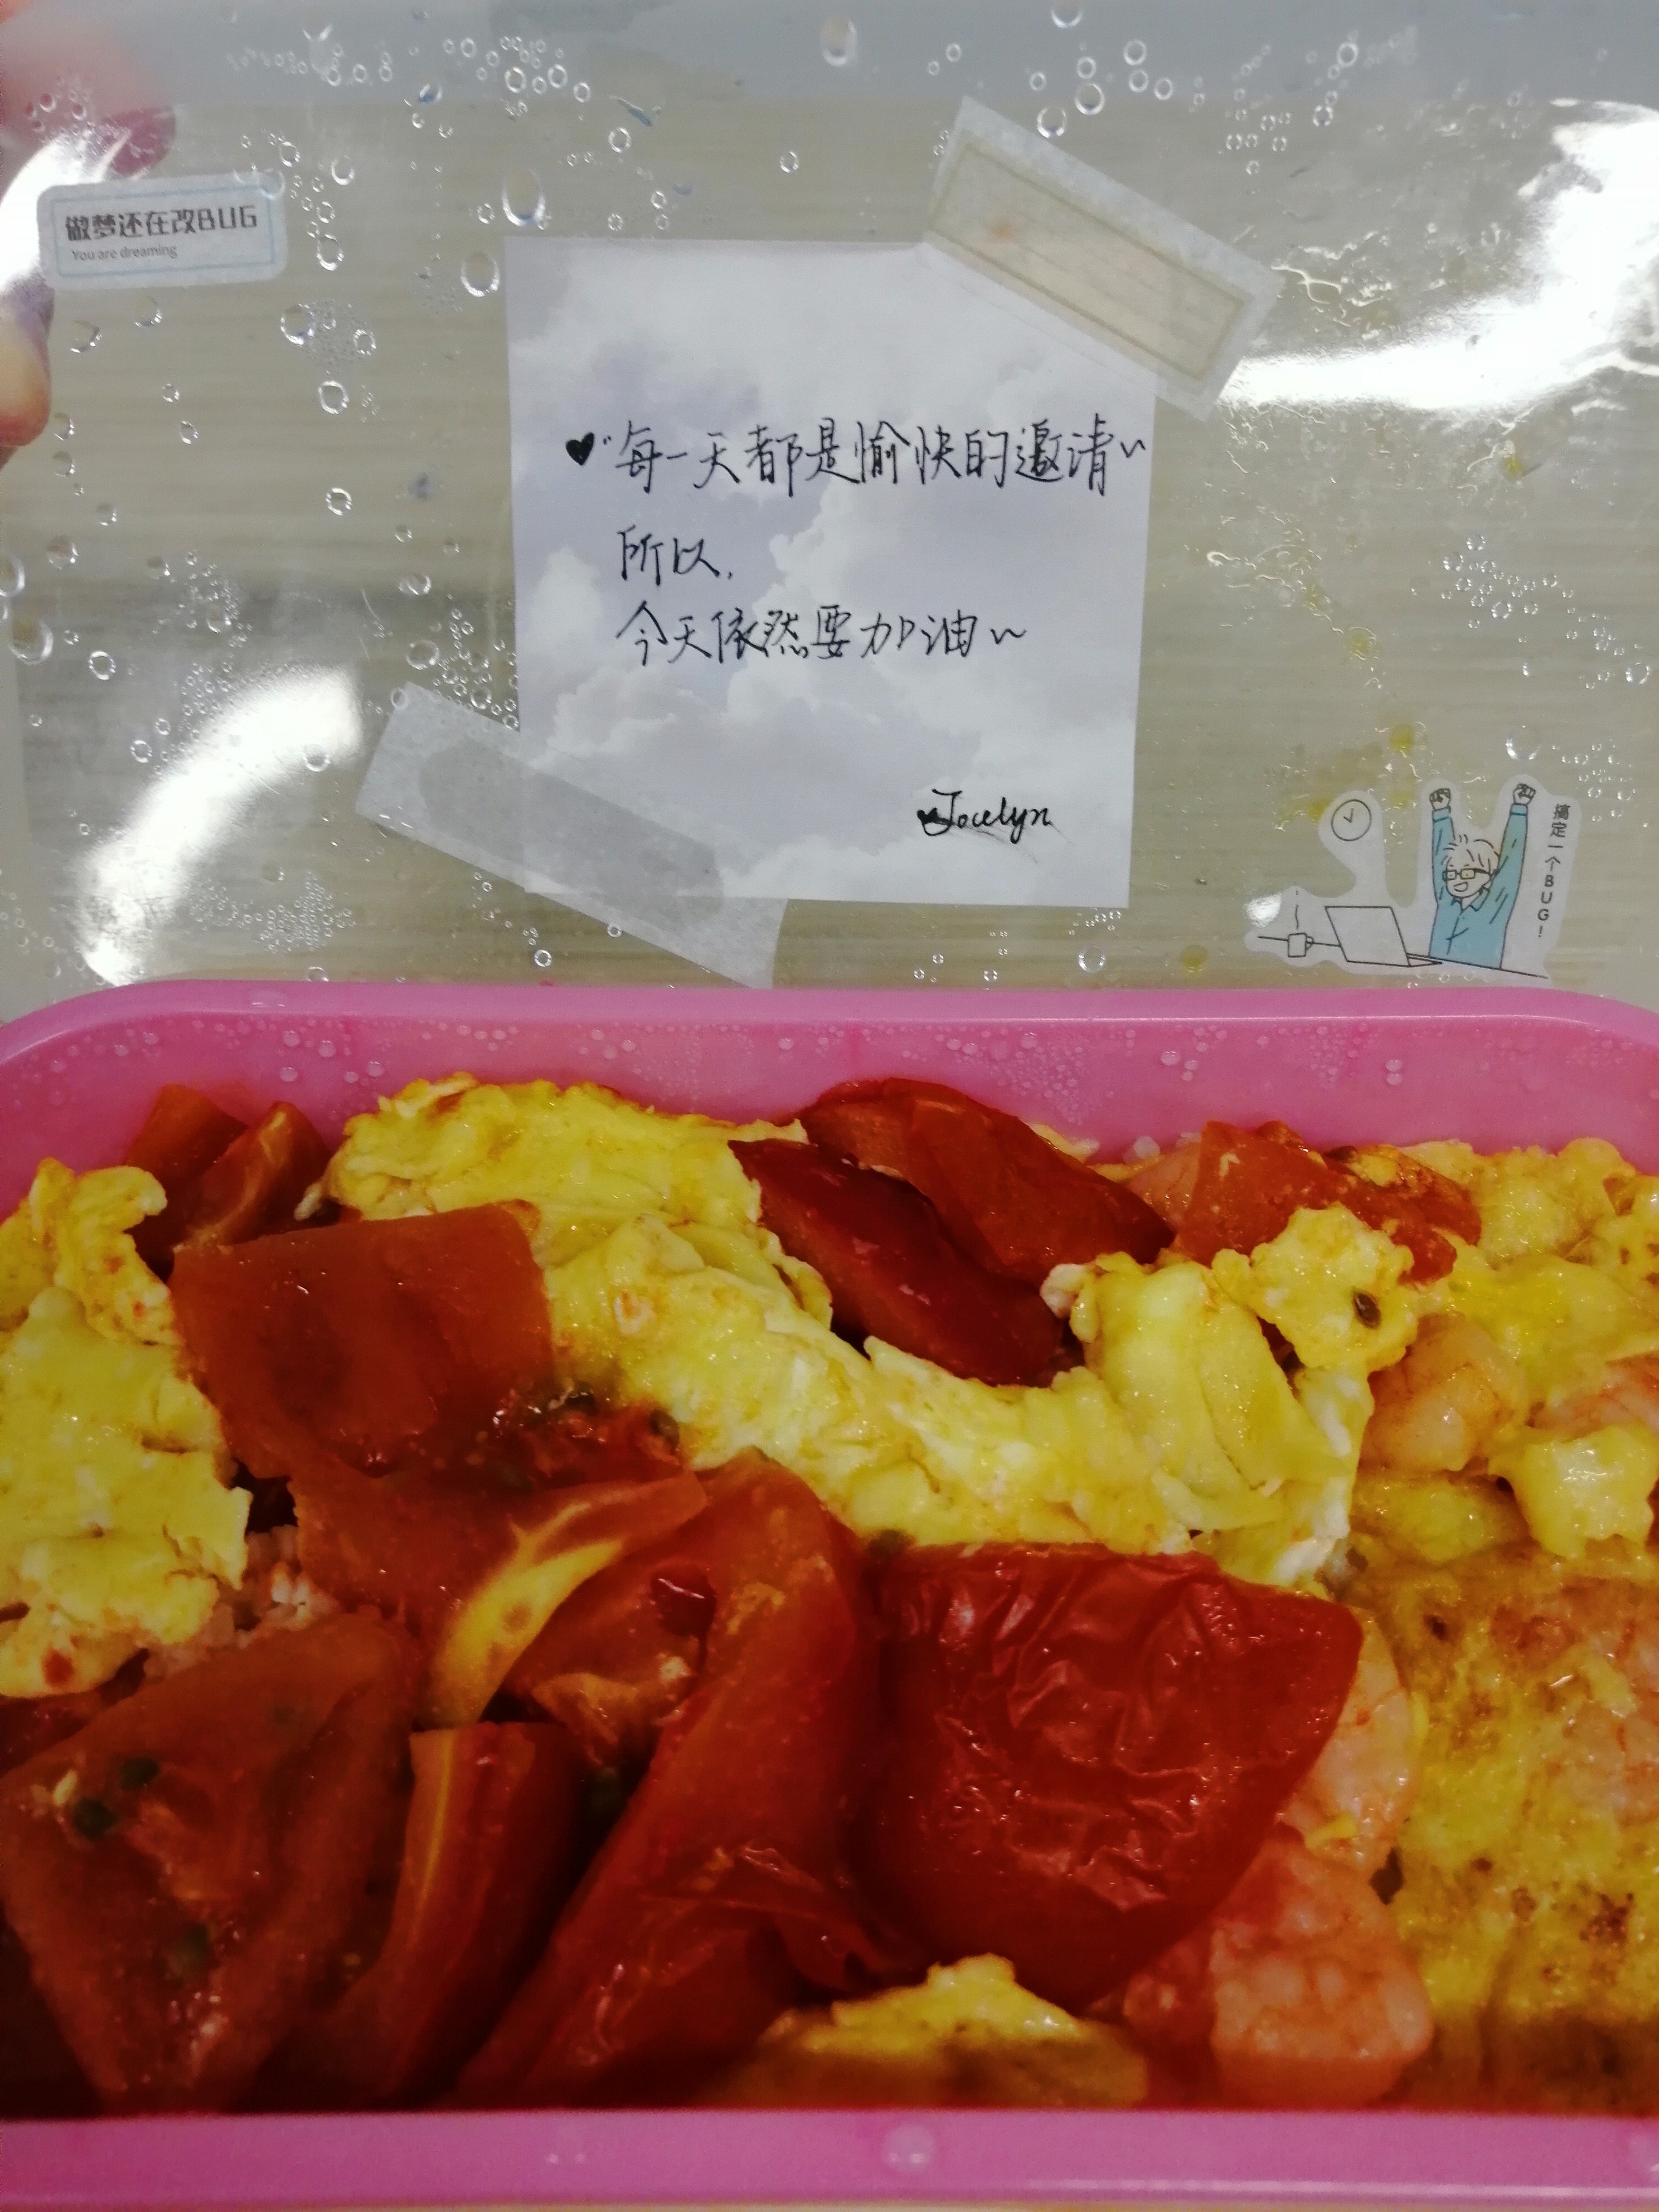 做梦还在改BUG
You are dreaming
♥ 每一天都是愉快的邀请~
所以,
今天依然要加油~
♥Jocelyn
搞定一个BUG!